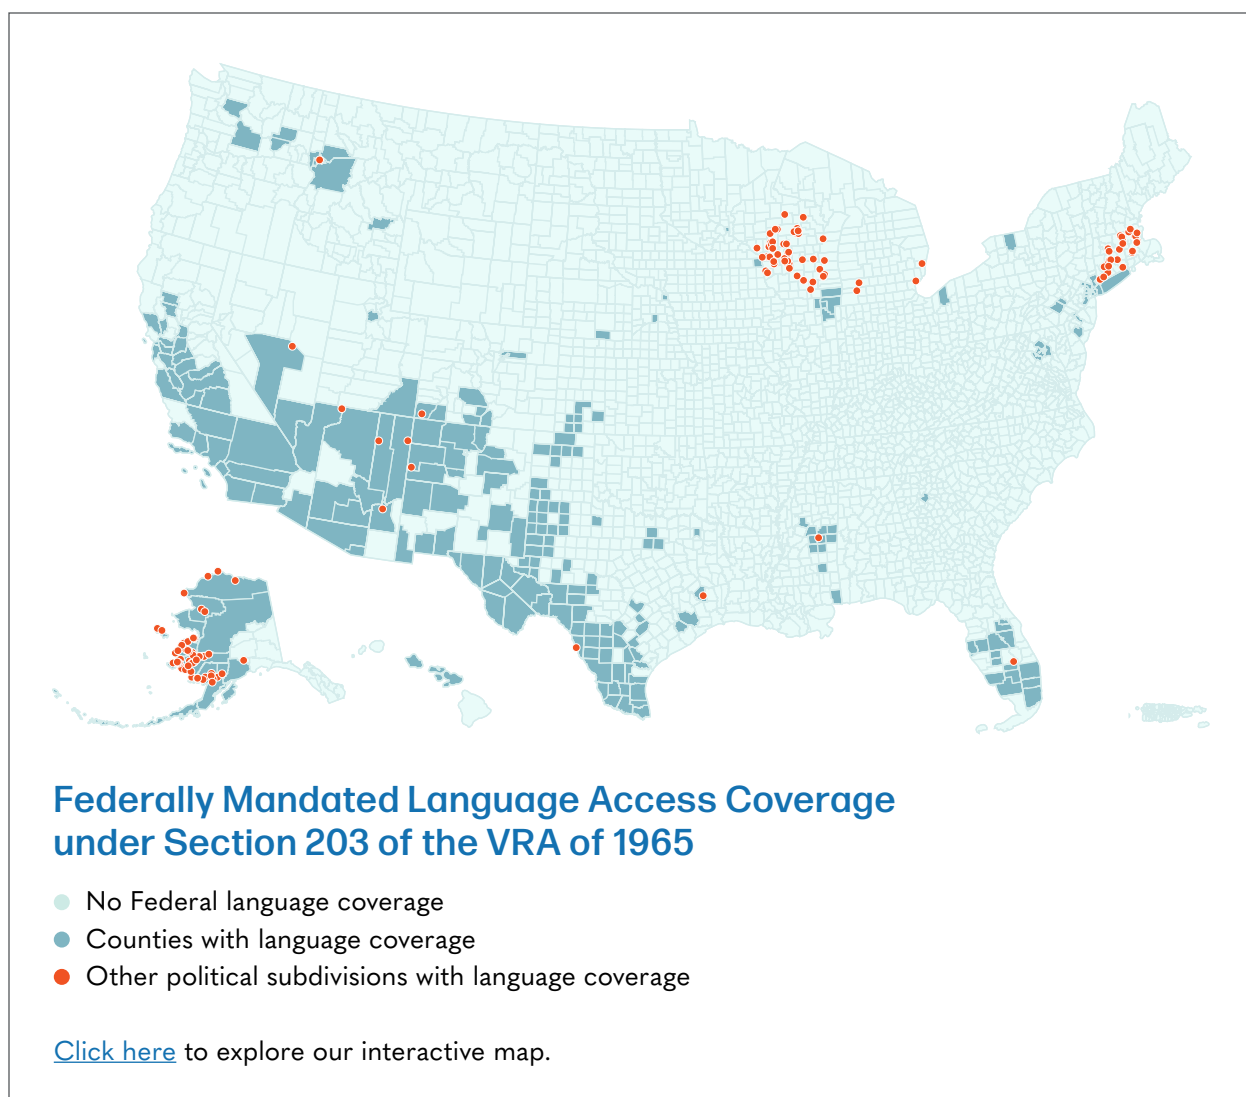 Federally Mandated Language Access Coverage
under Section 203 of the VRA of 1965
No Federal language coverage
Counties with language coverage
Other political subdivisions with language coverage
Click here to explore our interactive map.